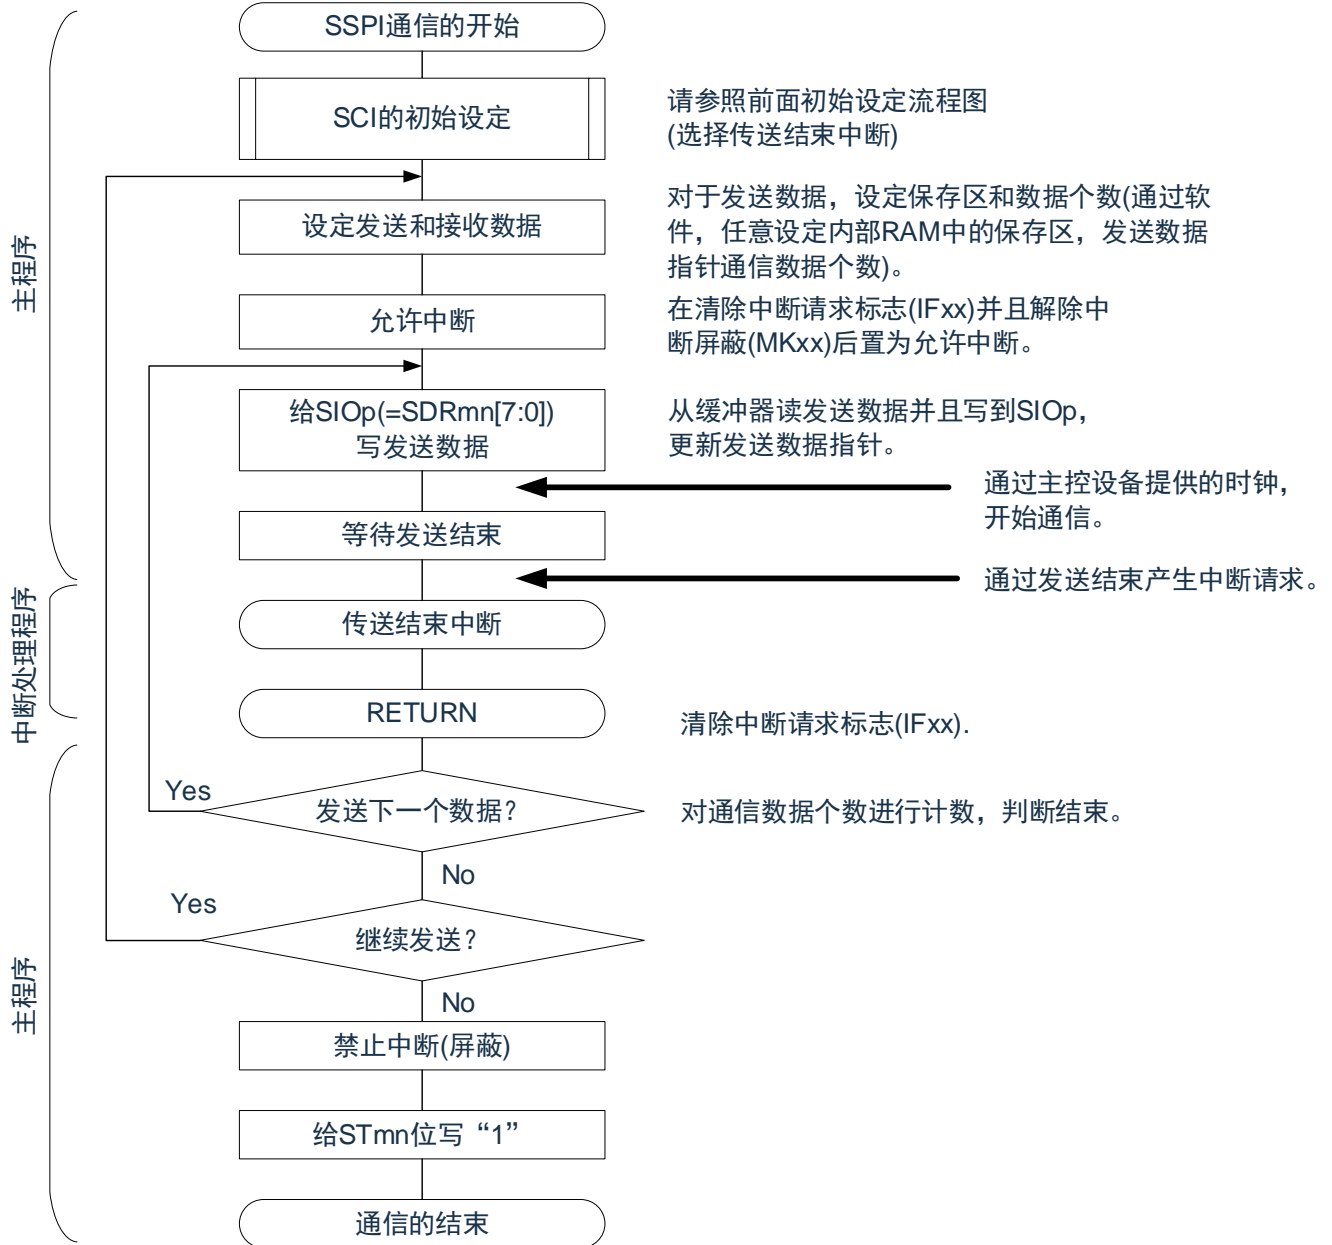 SSPI通信的开始
SCI的初始设定
请参照前面初始设定流程图
(选择传送结束中断)
设定发送和接收数据
对于发送数据，设定保存区和数据个数(通过软
件，任意设定内部RAM中的保存区，发送数据
指针通信数据个数)。
主程序
允许中断
在清除中断请求标志(IFxx)并且解除中
断屏蔽(MKxx)后置为允许中断。
给SIOp(=SDRmn[7:0])
写发送数据
从缓冲器读发送数据并且写到SIOp，
更新发送数据指针。
通过主控设备提供的时钟，
开始通信。
等待发送结束
通过发送结束产生中断请求。
中断处理程序
传送结束中断
RETURN
清除中断请求标志(IFxx).
Yes
发送下一个数据？
对通信数据个数进行计数，判断结束。
No
Yes
继续发送？
主程序
No
禁止中断(屏蔽)
给STmn位写“1”
通信的结束